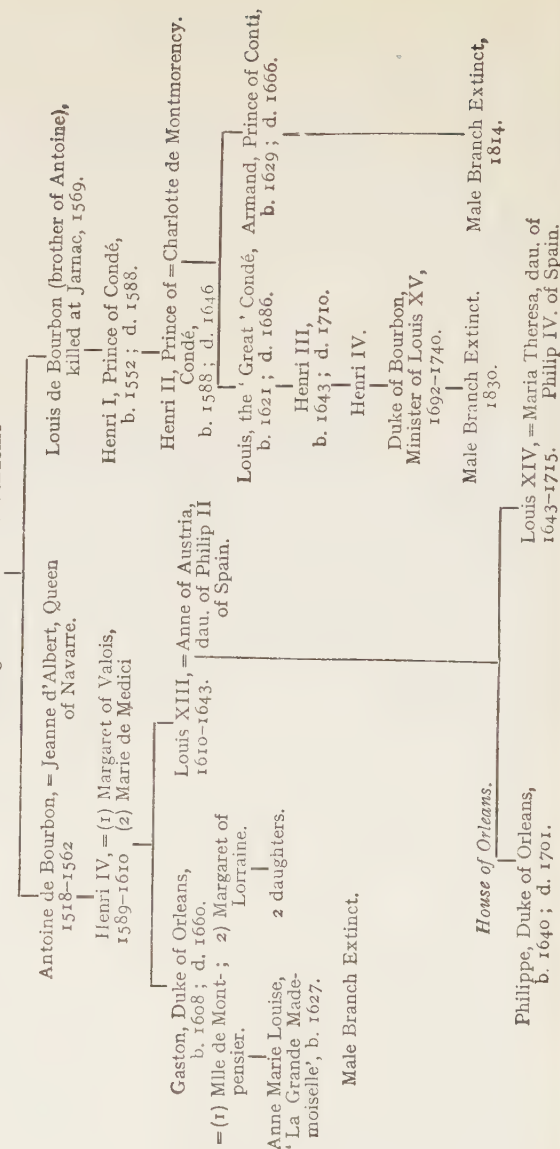 Antoine de Bourbon, = Jeanne d'Albert, Queen
1518–1562 of Navarre.
Henri IV, = (1) Margaret of Valois,
1589–1610 (2) Marie de Medici
Gaston, Duke of Orleans,
b. 1608 ; d. 1660.
= (1) Mlle de Mont- ; 2) Margaret of
pensier. Lorraine.
Anne Marie Louise,
' La Grande Made-
moiselle', b. 1627.
2 daughters.
Male Branch Extinct.
Louis XIII, = Anne of Austria,
1610–1643. dau. of Philip II
of Spain.
Louis de Bourbon (brother of Antoine),
killed at Jarnac, 1569.
Henri I, Prince of Condé,
b. 1552 ; d. 1588.
Henri II, Prince of = Charlotte de Montmorency.
Condé,
b. 1588 ; d. 1646
Louis, the ' Great ' Condé,
b. 1621 ; d. 1686.
Henri III,
b. 1643 ; d. 1710.
Henri IV.
Duke of Bourbon,
Minister of Louis XV,
1692–1740.
Male Branch Extinct.
1830.
Armand, Prince of Conti,
b. 1629 ; d. 1666.
Male Branch Extinct,
1814.
House of Orleans.
Philippe, Duke of Orleans,
b. 1640 ; d. 1701.
Louis XIV, = Maria Theresa, dau. of
1643–1715. Philip IV. of Spain.